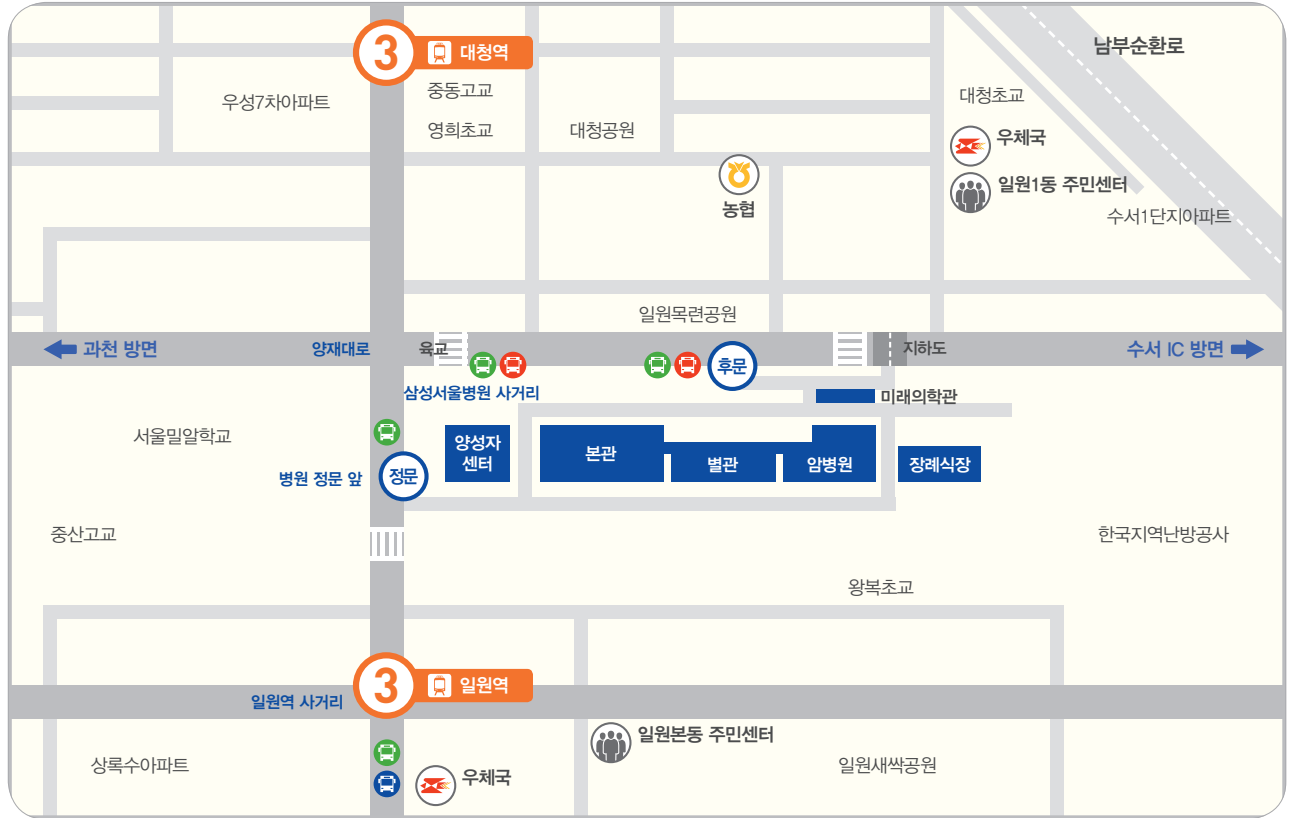 3 대청역
남부순환로
중동고교
우성7차아파트
대청초교
영희초교
대청공원
우체국
일원1동 주민센터
농협
수서1단지아파트
일원목련공원
과천 방면
양재대로
육교
후문
지하도
수서 IC 방면
삼성서울병원 사거리
미래의학관
서울밀알학교
양성자
센터
본관
별관
암병원
장례식장
병원 정문 앞
정문
중산고교
한국지역난방공사
왕복초교
3 일원역
일원역 사거리
일원본동 주민센터
상록수아파트
우체국
일원새싹공원